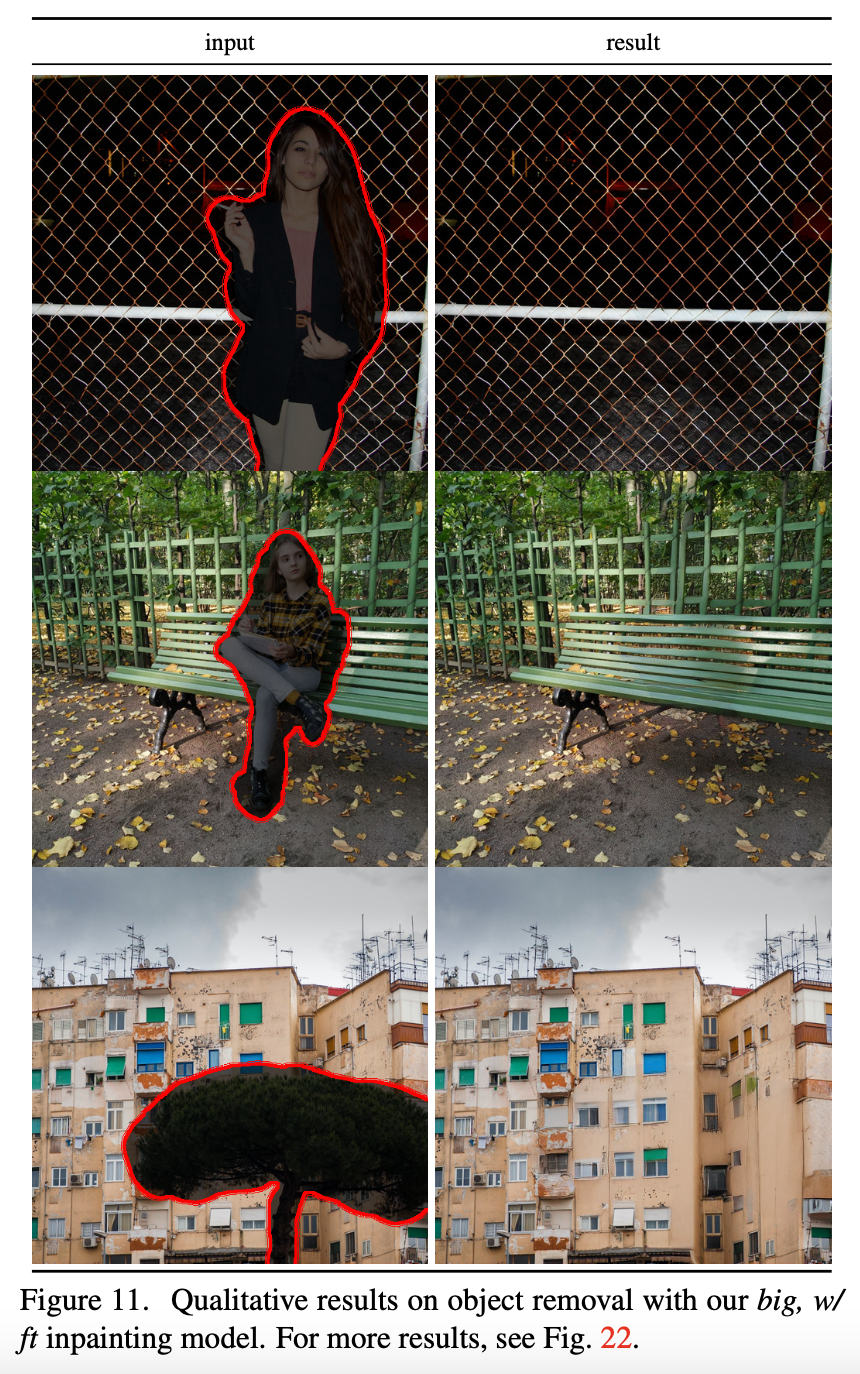 input
result
Figure 11. Qualitative results on object removal with our big, w/
ft inpainting model. For more results, see Fig. 22.